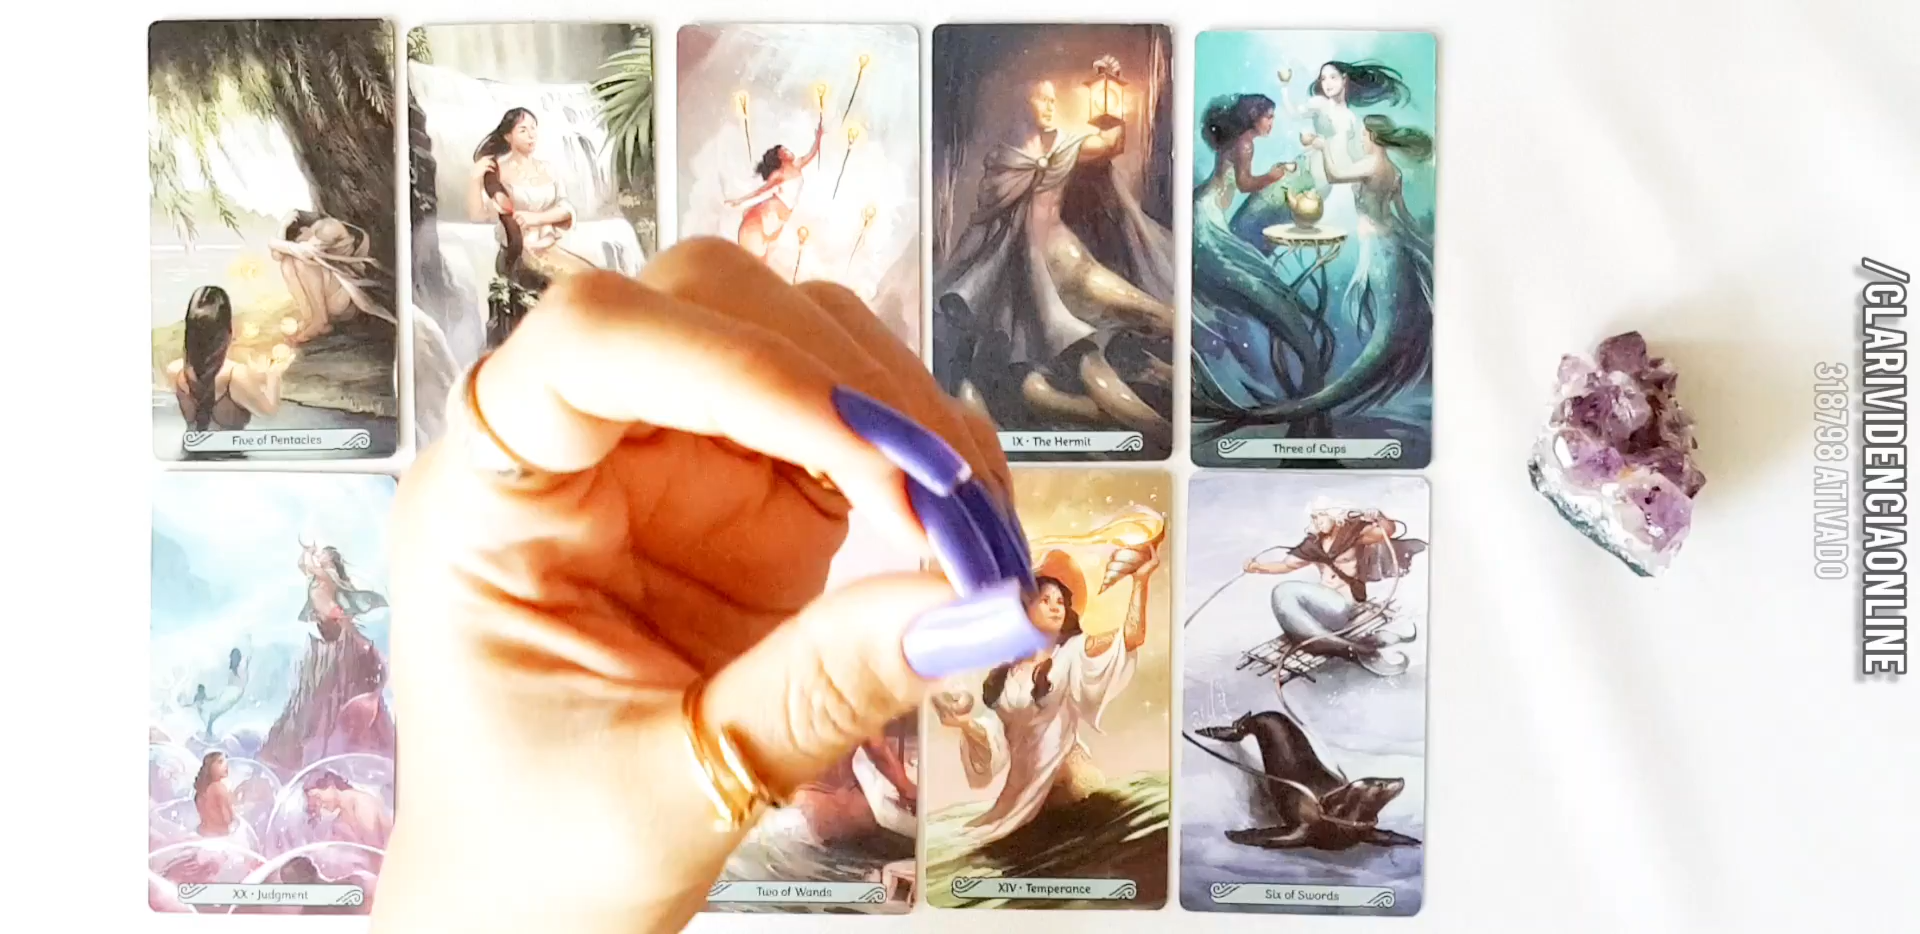 Five of Pentacles
IX · The Hermit
Three of Cups
XX · Judgment
Two of Wands
XIV · Temperance
Six of Swords
/CLARIVIDENCIAONLINE
318798 ATIVADO